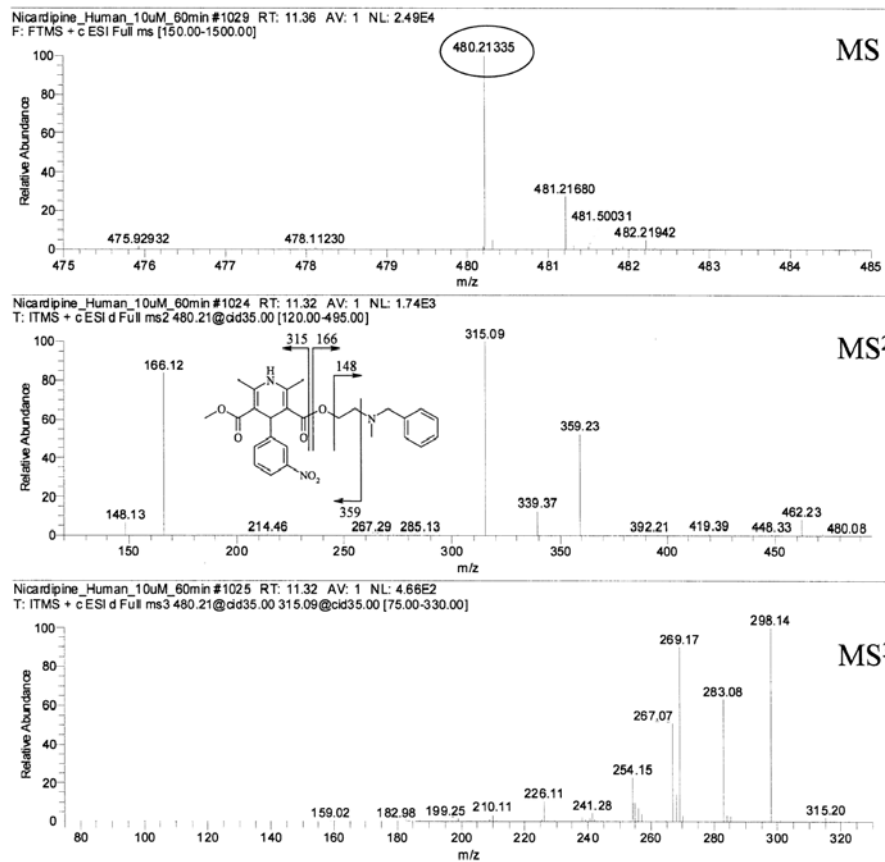 Nicardipine_Human_10uM_60min #1029 RT: 11.36 AV: 1 NL: 2.49E4
F: FTMS + c ESI Full ms [150.00-1500.00]
MS
480.21335
481.21680
481.50031
482.21942
475.92932
478.11230
Relative Abundance
100
80
60
40
20
0
475 476 477 478 479 480 481 482 483 484 485
m/z
Nicardipine_Human_10uM_60min #1024 RT: 11.32 AV: 1 NL: 1.74E3
T: ITMS + c ESI d Full ms2 480.21@cid35.00 [120.00-495.00]
MS²
315.09
166.12
359.23
339.37
148.13
214.46
267.29
285.13
392.21
419.39
448.33
462.23
480.08
315 166
148
359
H
N
O
O
O
O
N
NO₂
Relative Abundance
100
80
60
40
20
0
150 200 250 300 350 400 450
m/z
Nicardipine_Human_10uM_60min #1025 RT: 11.32 AV: 1 NL: 4.66E2
T: ITMS + c ESI d Full ms3 480.21@cid35.00 315.09@cid35.00 [75.00-330.00]
MS³
298.14
269.17
283.08
267.07
254.15
226.11
241.28
210.11
199.25
182.98
159.02
315.20
Relative Abundance
100
80
60
40
20
0
80 100 120 140 160 180 200 220 240 260 280 300 320
m/z